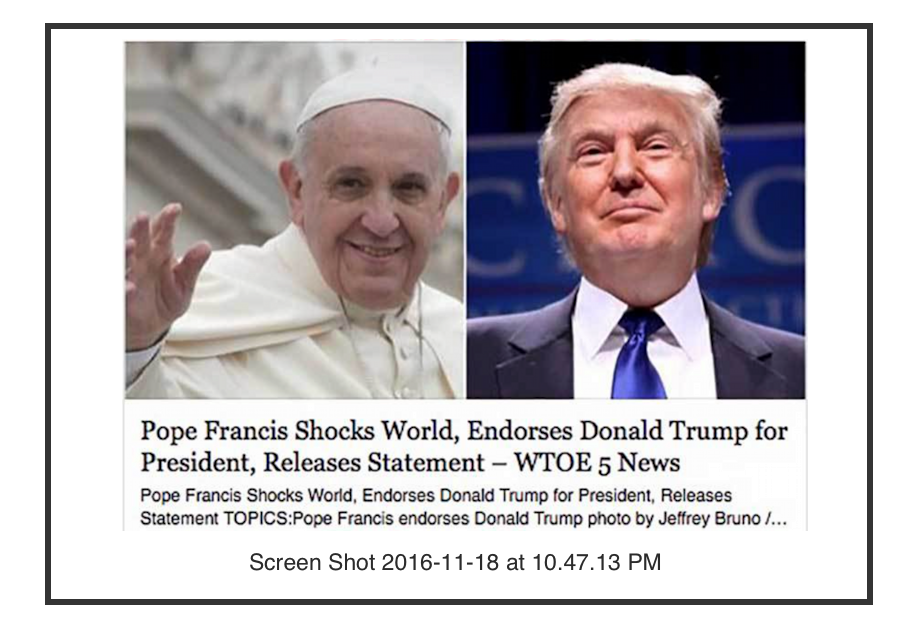 Pope Francis Shocks World, Endorses Donald Trump for
President, Releases Statement – WTOE 5 News
Pope Francis Shocks World, Endorses Donald Trump for President, Releases
Statement TOPICS:Pope Francis endorses Donald Trump photo by Jeffrey Bruno /...
Screen Shot 2016-11-18 at 10.47.13 PM